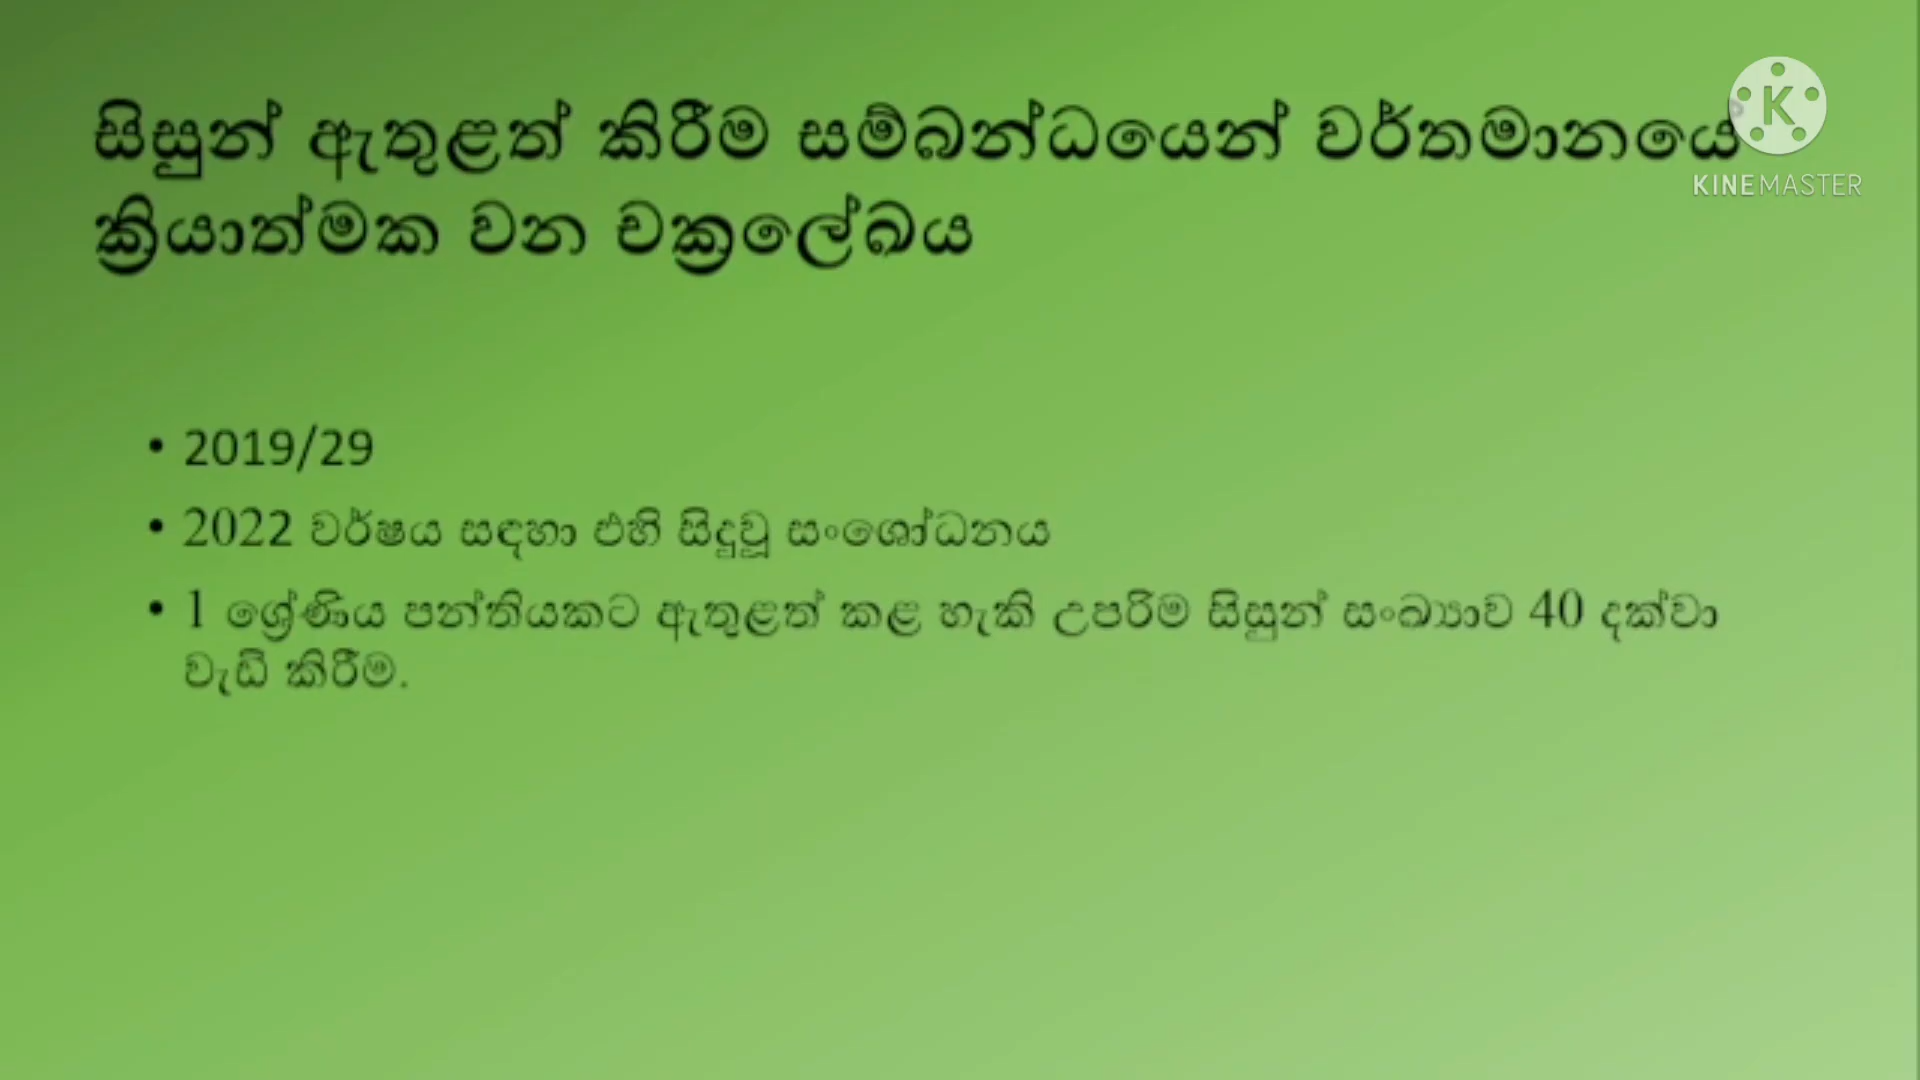 සිසුන් ඇතුළත් කිරීම සම්බන්ධයෙන් වර්තමානයේ
ක්‍රියාත්මක වන චක්‍රලේඛය
K
KINEMASTER
• 2019/29
• 2022 වර්ෂය සඳහා එහි සිදුවූ සංශෝධනය
• 1 ශ්‍රේණිය පන්තියකට ඇතුළත් කළ හැකි උපරිම සිසුන් සංඛ්‍යාව 40 දක්වා
වැඩි කිරීම.